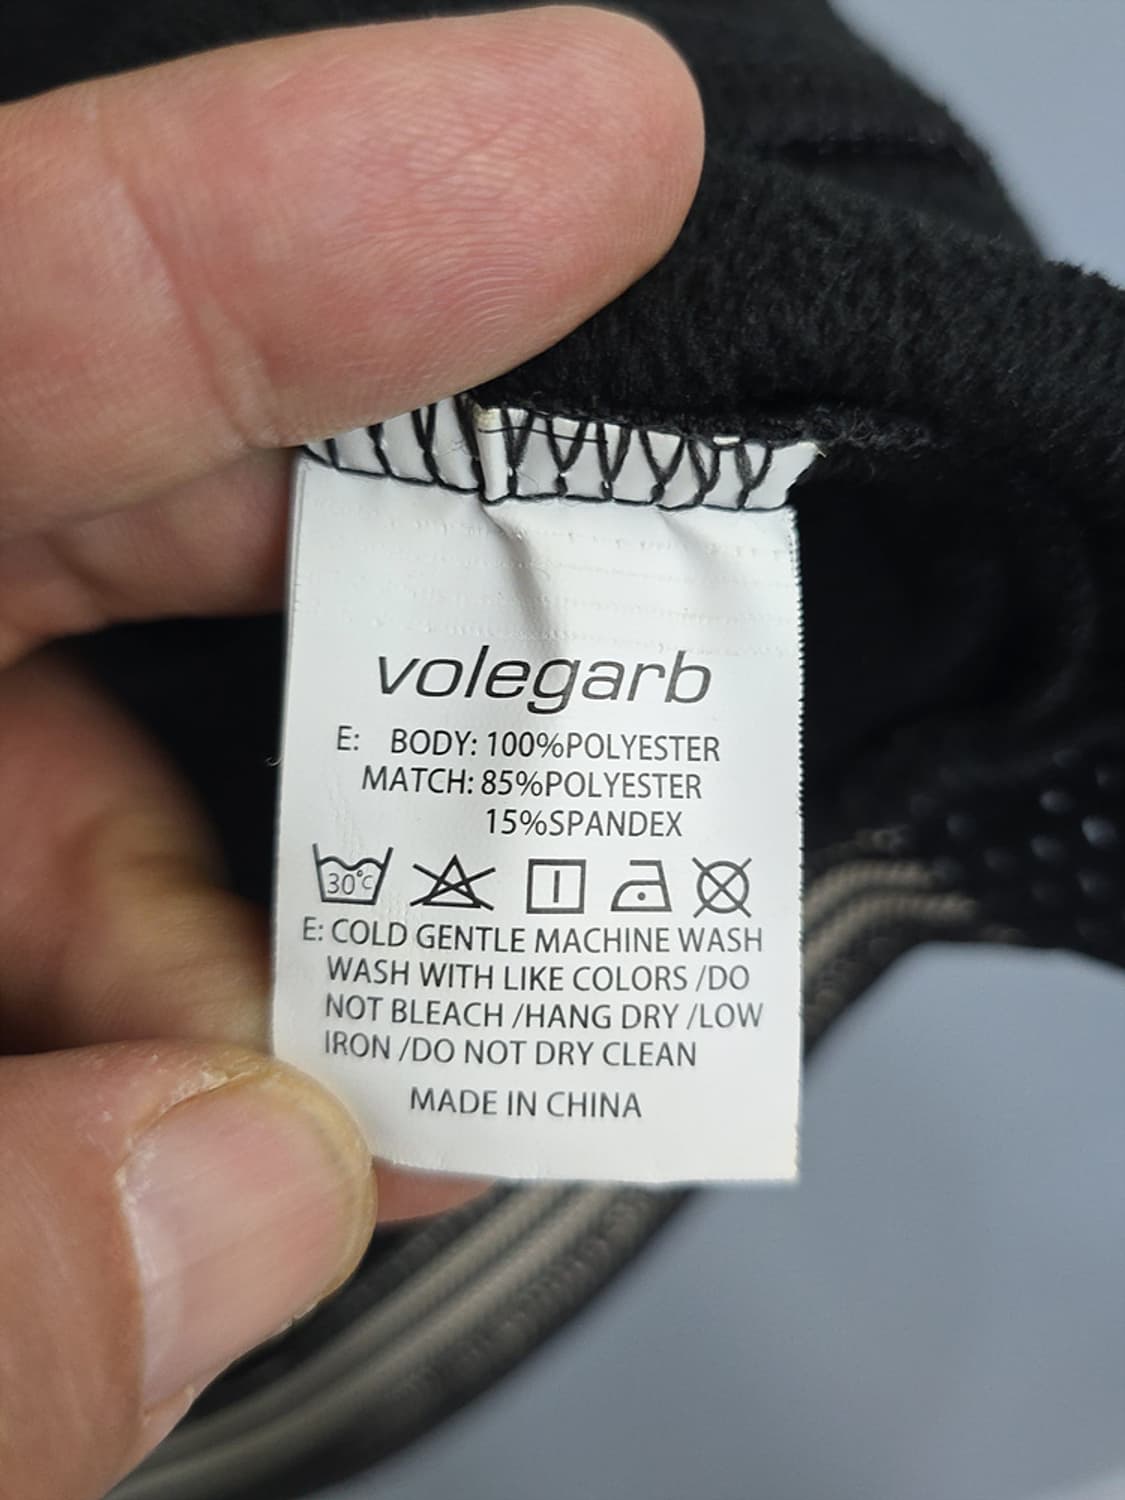 volegarb
E: BODY: 100%POLYESTER
MATCH: 85%POLYESTER
15%SPANDEX
30°c
E: COLD GENTLE MACHINE WASH
WASH WITH LIKE COLORS /DO
NOT BLEACH /HANG DRY /LOW
IRON /DO NOT DRY CLEAN
MADE IN CHINA